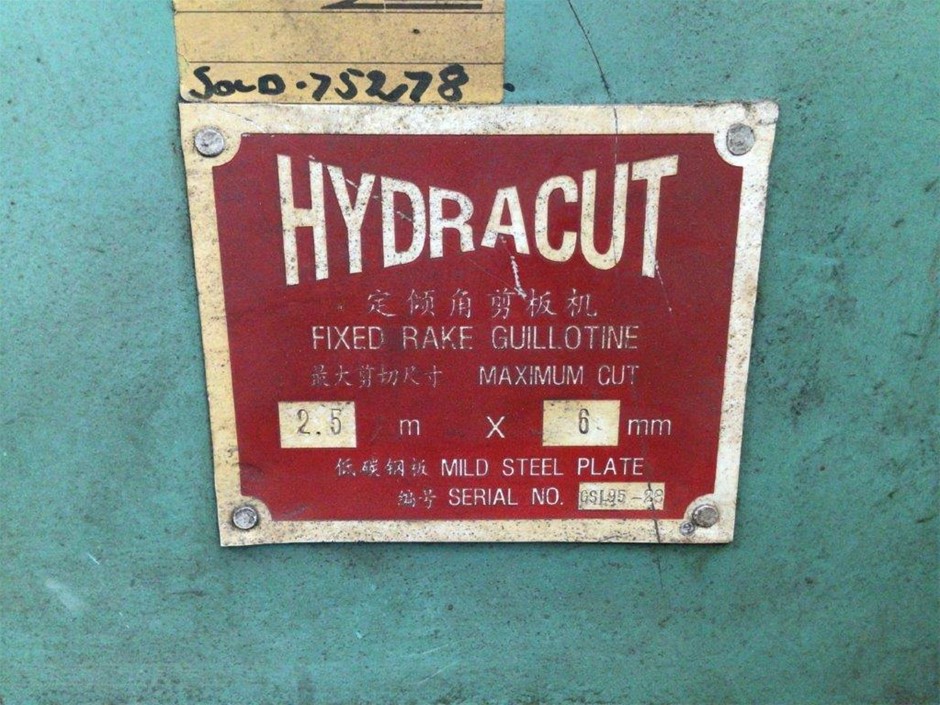 SOLD.75278.
HYDRACUT
定倾角剪板机
FIXED RAKE GUILLOTINE
最大剪切尺寸 MAXIMUM CUT
2.5 m X 6 mm
低碳钢板 MILD STEEL PLATE
编号 SERIAL NO.